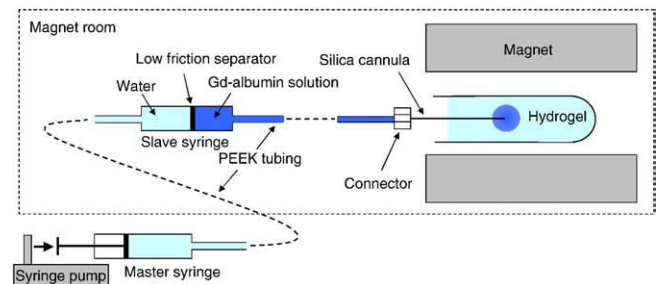 Magnet room
Low friction separator
Silica cannula
Magnet
Water
Gd-albumin solution
Hydrogel
Slave syringe
PEEK tubing
Connector
Syringe pump
Master syringe